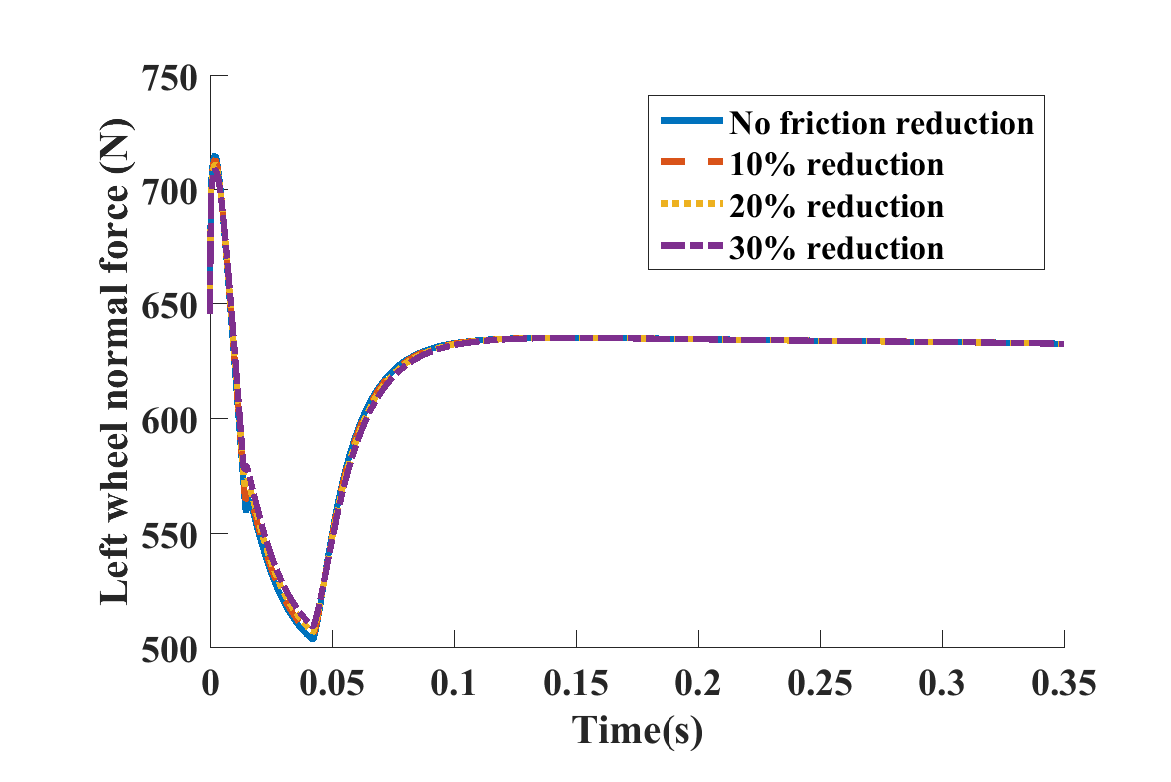 750
700
650
600
550
500
Left wheel normal force (N)
No friction reduction
10% reduction
20% reduction
30% reduction
0
0.05
0.1
0.15
0.2
0.25
0.3
0.35
Time(s)